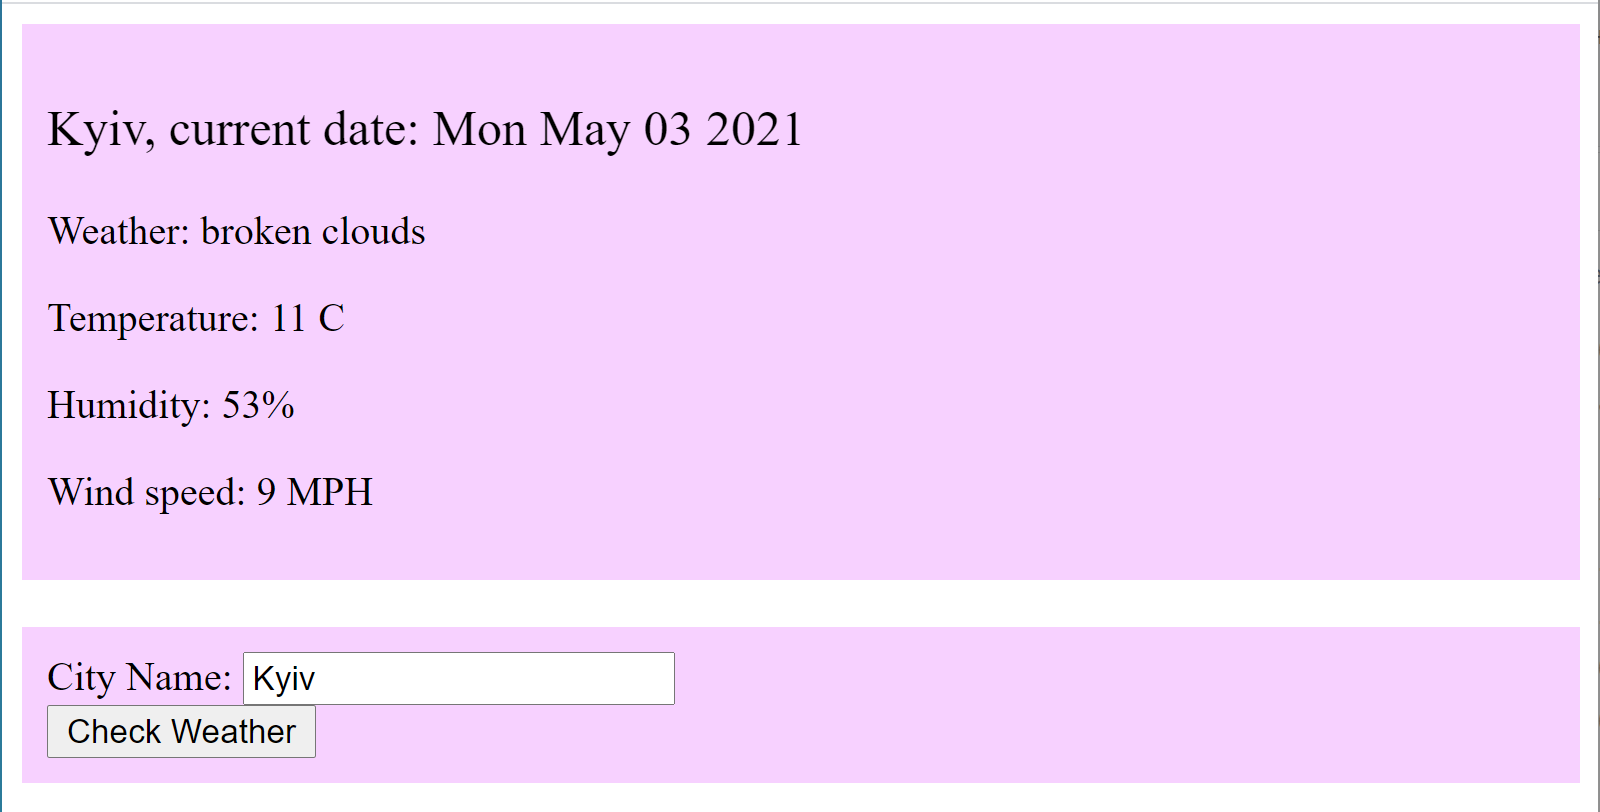 Kyiv, current date: Mon May 03 2021
Weather: broken clouds
Temperature: 11 C
Humidity: 53%
Wind speed: 9 MPH
City Name: Kyiv
Check Weather